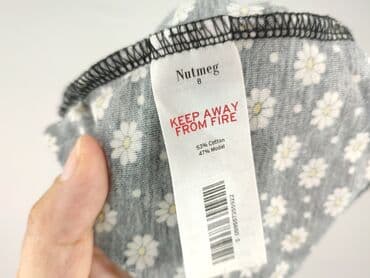 Nutmeg
8
KEEP AWAY
FROM FIRE
53% Cotton
47% Modal